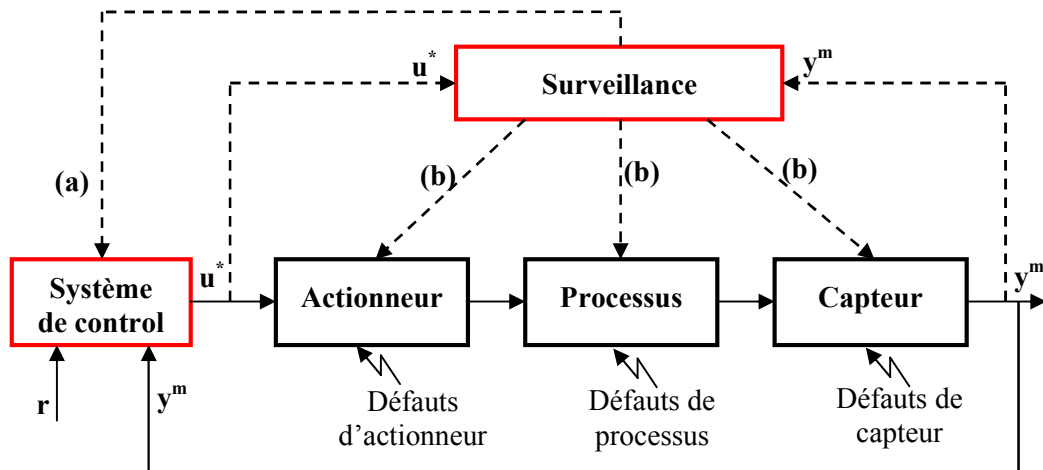 u*
Surveillance
y^m
(a)
(b)
(b)
(b)
Système
de control
u*
Actionneur
Processus
Capteur
y^m
r
y^m
Défauts
d’actionneur
Défauts de
processus
Défauts de
capteur